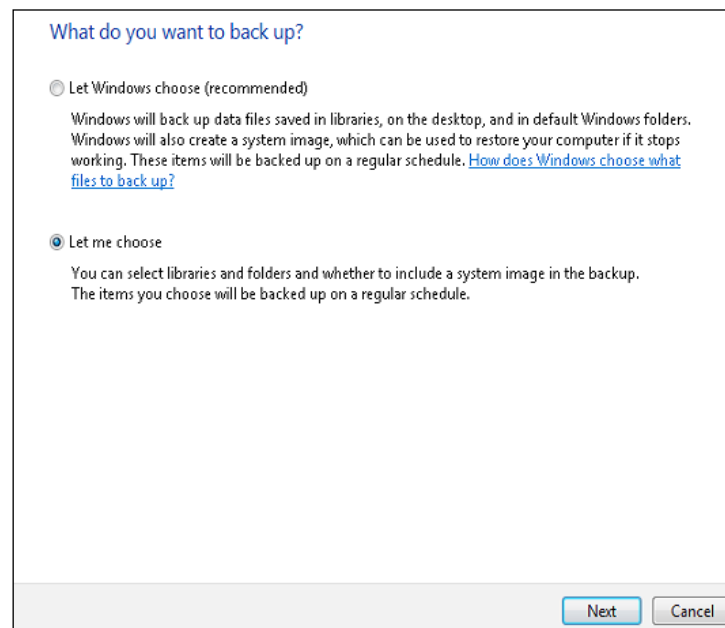 What do you want to back up?
Let Windows choose (recommended)
Windows will back up data files saved in libraries, on the desktop, and in default Windows folders.
Windows will also create a system image, which can be used to restore your computer if it stops
working. These items will be backed up on a regular schedule. How does Windows choose what
files to back up?
Let me choose
You can select libraries and folders and whether to include a system image in the backup.
The items you choose will be backed up on a regular schedule.
Next Cancel